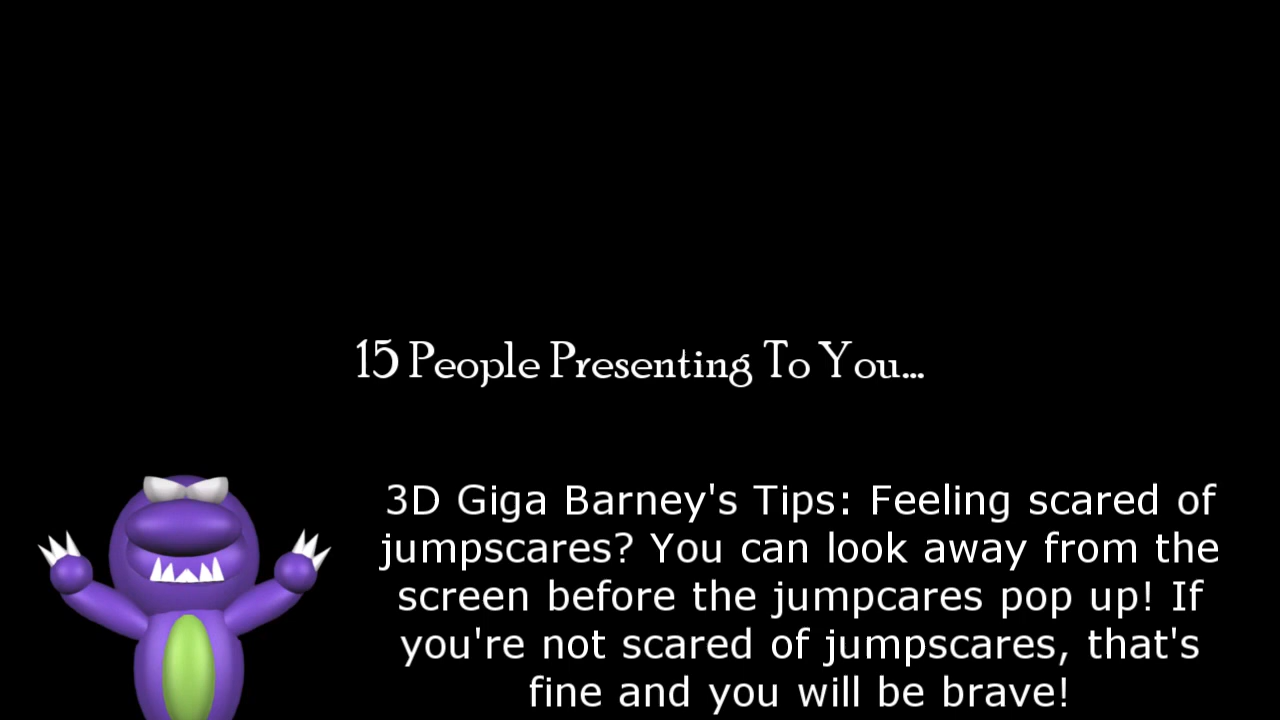 15 People Presenting To You...
3D Giga Barney's Tips: Feeling scared of
jumpscares? You can look away from the
screen before the jumpcares pop up! If
you're not scared of jumpscares, that's
fine and you will be brave!